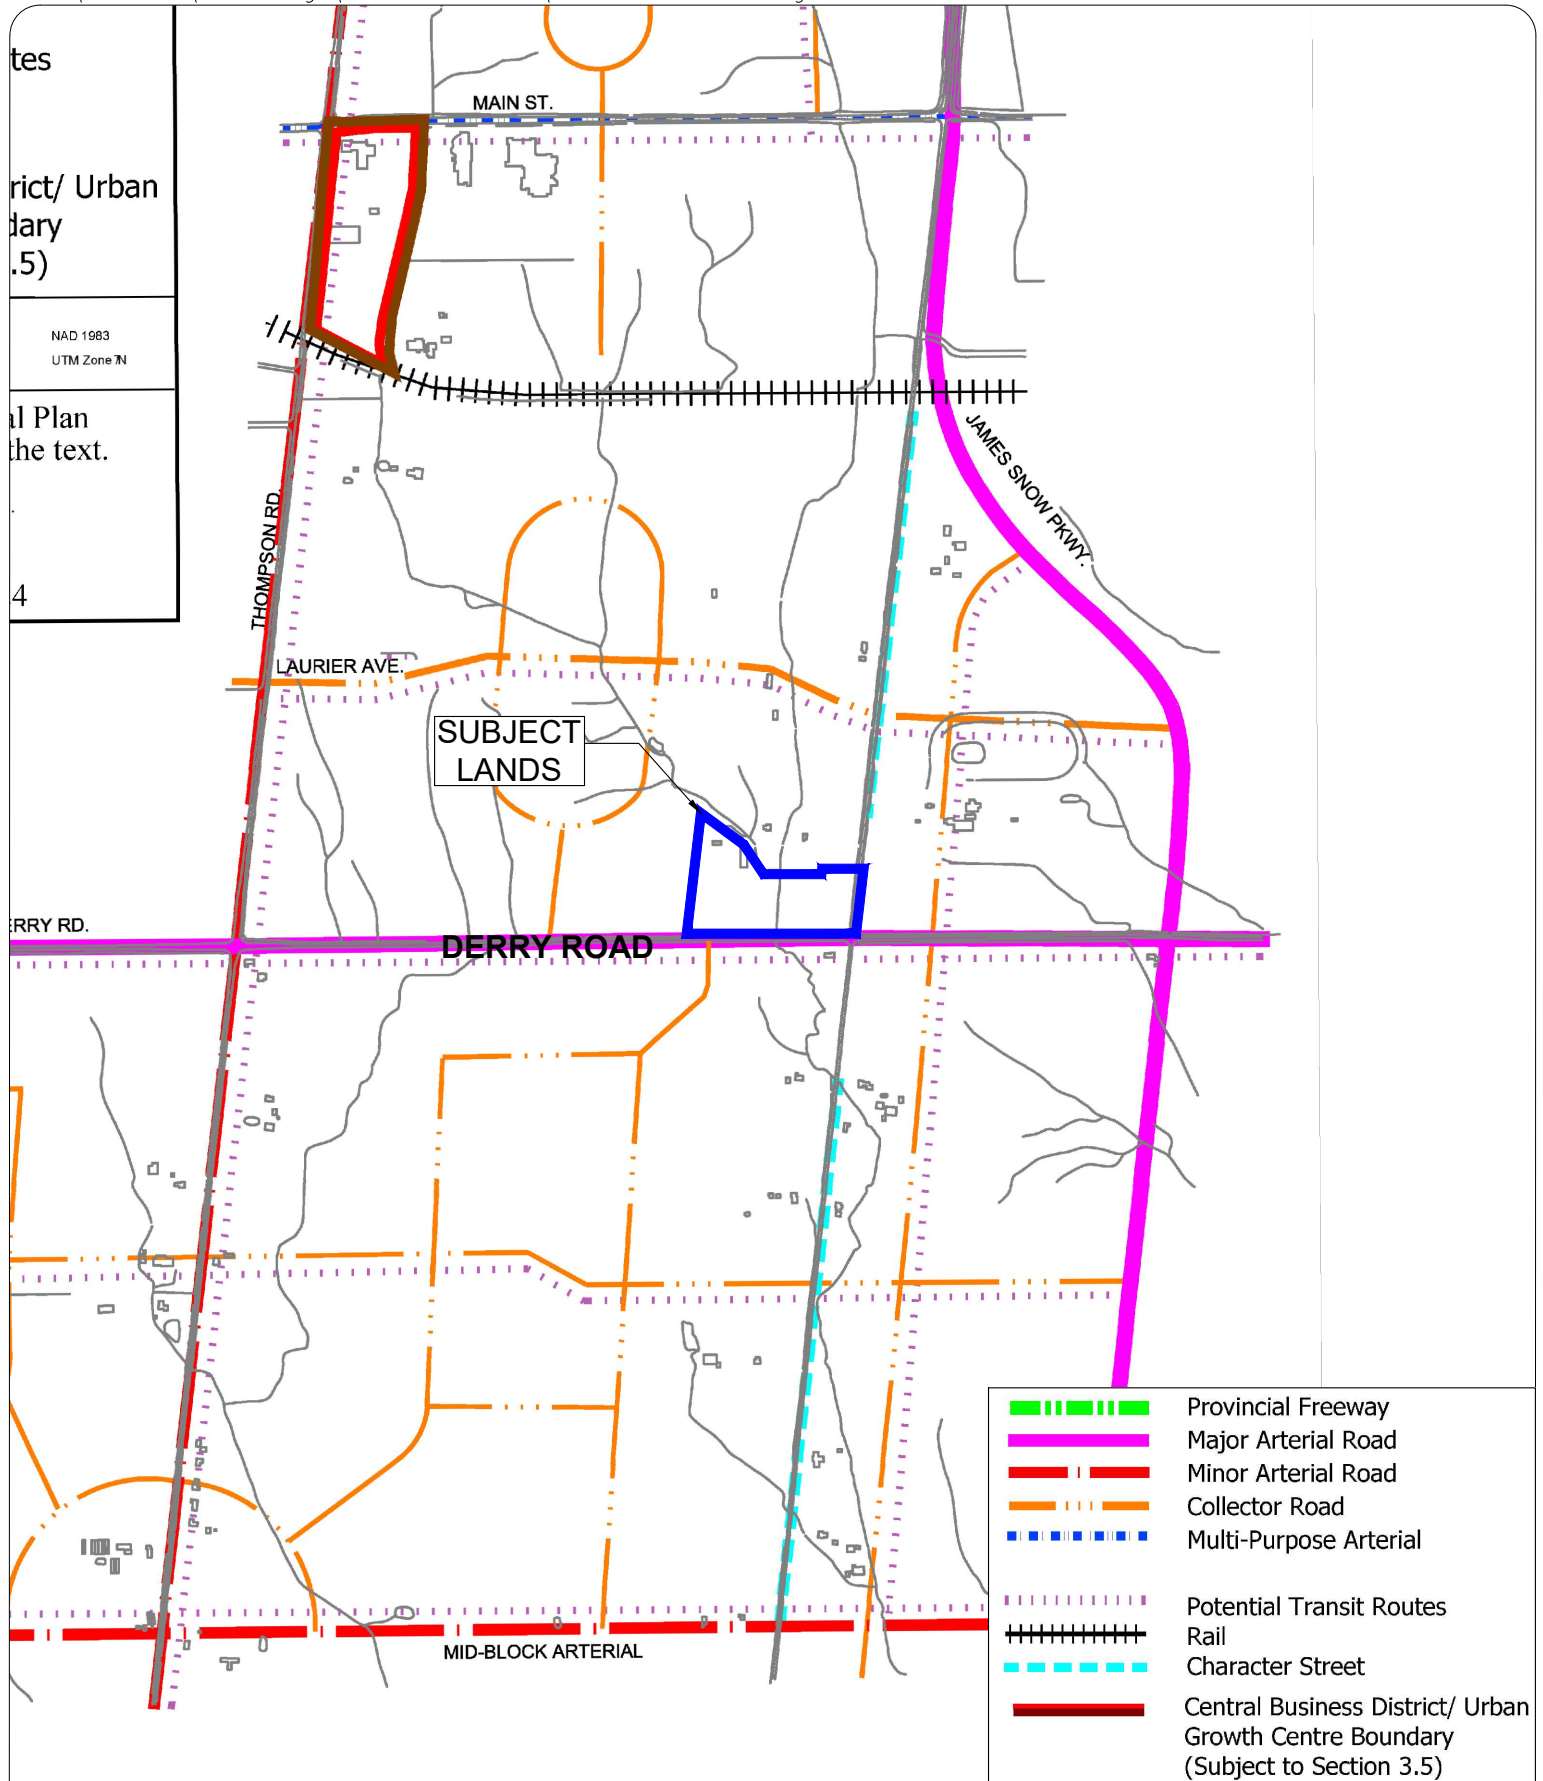 tes
MAIN ST.
rict/ Urban
dary
.5)
NAD 1983
UTM Zone 7N
al Plan
the text.
.4
JAMES SNOW PKWY.
THOMPSON RD.
LAURIER AVE.
SUBJECT
LANDS
ERRY RD.
DERRY ROAD
MID-BLOCK ARTERIAL
Provincial Freeway
Major Arterial Road
Minor Arterial Road
Collector Road
Multi-Purpose Arterial
Potential Transit Routes
Rail
Character Street
Central Business District/ Urban
Growth Centre Boundary
(Subject to Section 3.5)